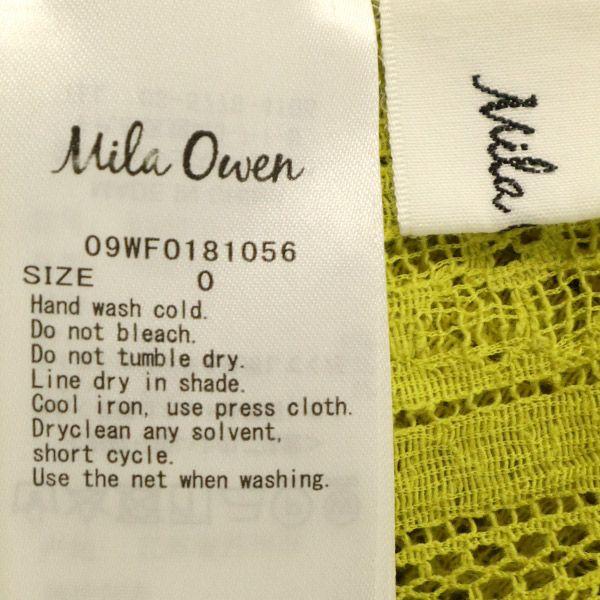 Mila Owen
09WF0181056
SIZE 0
Hand wash cold.
Do not bleach.
Do not tumble dry.
Line dry in shade.
Cool iron, use press cloth.
Dryclean any solvent,
short cycle.
Use the net when washing.
Mila